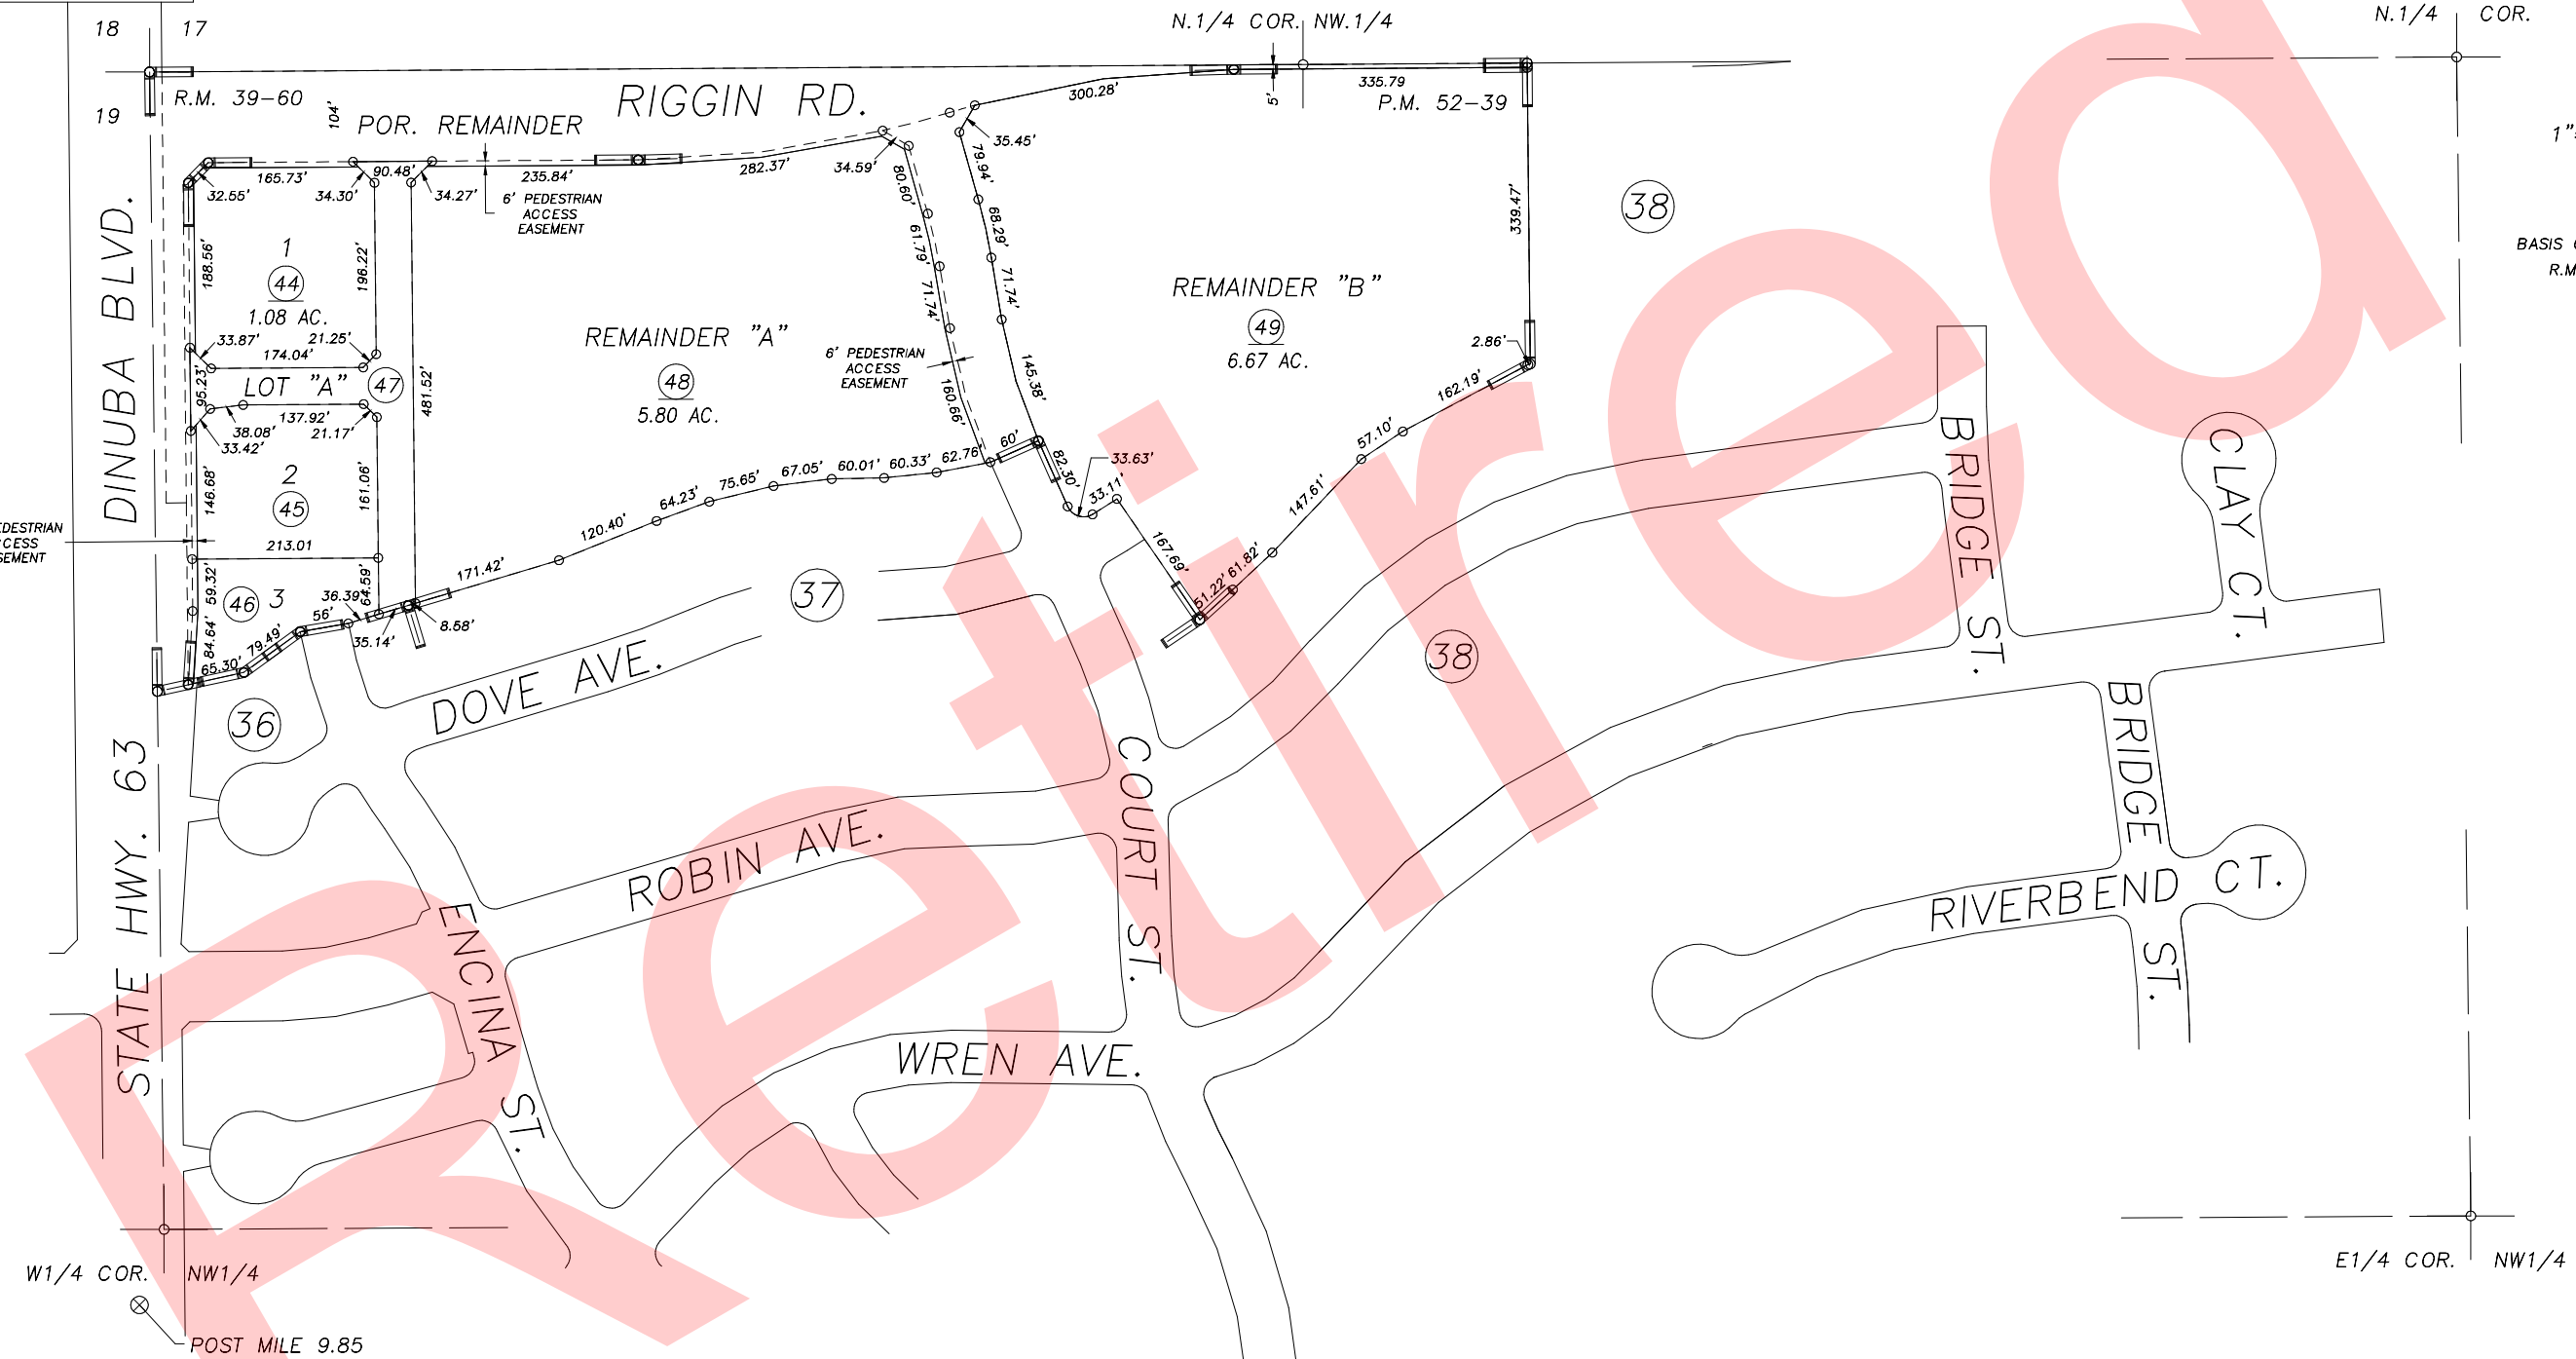 18 17
19
N.1/4 COR. NW.1/4
N.1/4 COR.
R.M. 39-60
104'
POR. REMAINDER
RIGGIN RD.
300.28'
5'
335.79
P.M. 52-39
1"
BASIS
R.M
32.55'
165.73'
34.30'
90.48'
34.27'
235.84'
6' PEDESTRIAN
ACCESS
EASEMENT
282.37'
34.59'
35.45'
80.60'
61.79'
71.74'
160.66'
79.94'
68.29'
71.74'
145.38'
339.47'
38
DINUBA BLVD.
188.56'
1
44
1.08 AC.
196.22'
33.87'
21.25'
174.04'
LOT "A"
47
95.23'
137.92'
38.08'
21.17'
33.42'
481.52'
REMAINDER "A"
48
5.80 AC.
6' PEDESTRIAN
ACCESS
EASEMENT
REMAINDER "B"
49
6.67 AC.
2.86'
162.19'
57.10'
147.61'
61.82'
51.22'
167.69'
33.11'
33.63'
82.30'
60'
62.76'
60.33'
60.01'
67.05'
75.65'
64.23'
120.40'
171.42'
146.68'
2
45
161.06'
213.01
EDESTRIAN
CESS
SEMENT
59.32'
46 3
36.39'
64.59'
56'
35.14'
8.58'
84.64'
79.49'
65.30'
36
37
38
DOVE AVE.
ROBIN AVE.
WREN AVE.
ENCINA ST.
COURT ST.
BRIDGE ST.
CLAY CT.
BRIDGE ST.
RIVERBEND CT.
STATE HWY. 63
W1/4 COR. NW1/4
POST MILE 9.85
E1/4 COR. NW1/4
Retired